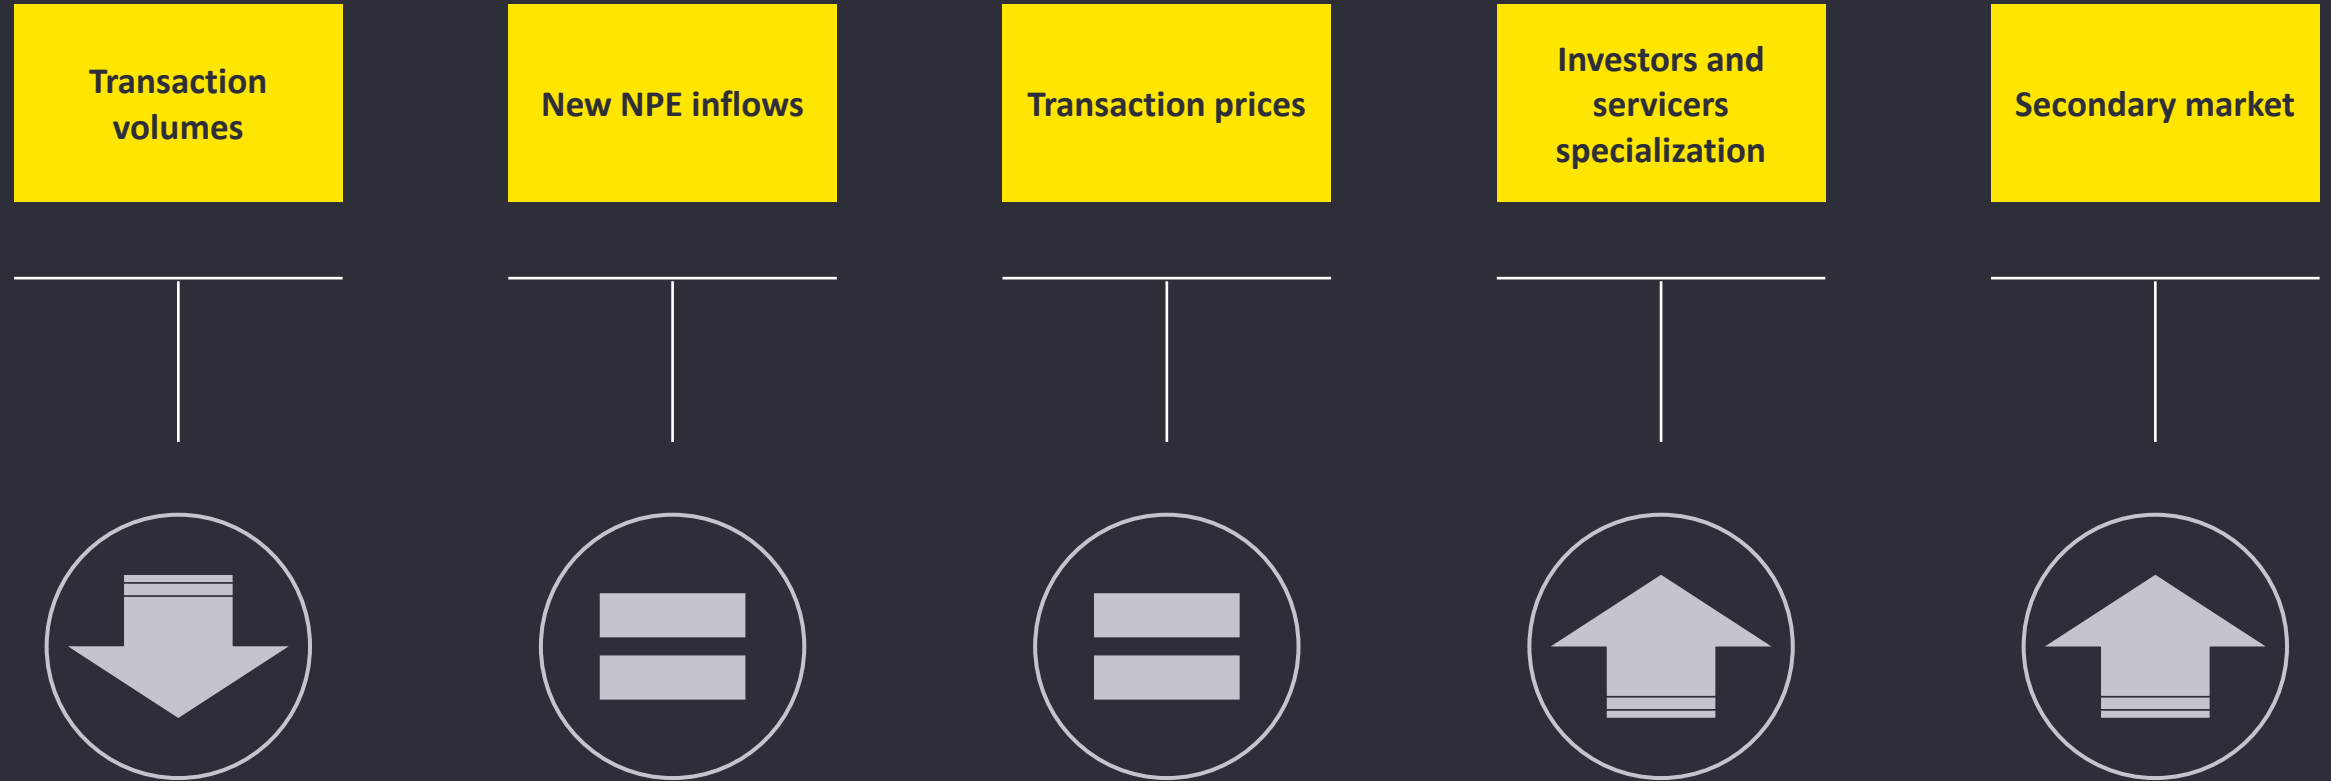 Transaction
volumes
New NPE inflows
Transaction prices
Investors and
servicers
specialization
Secondary market